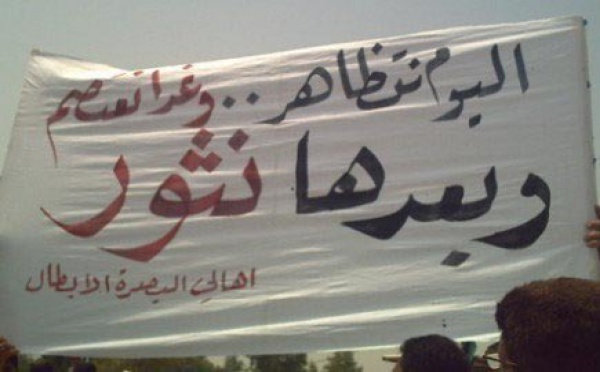 اليوم نتظاهر .. وغدا نعتصم
وبعدها نثور
اهالي البصرة الابطال